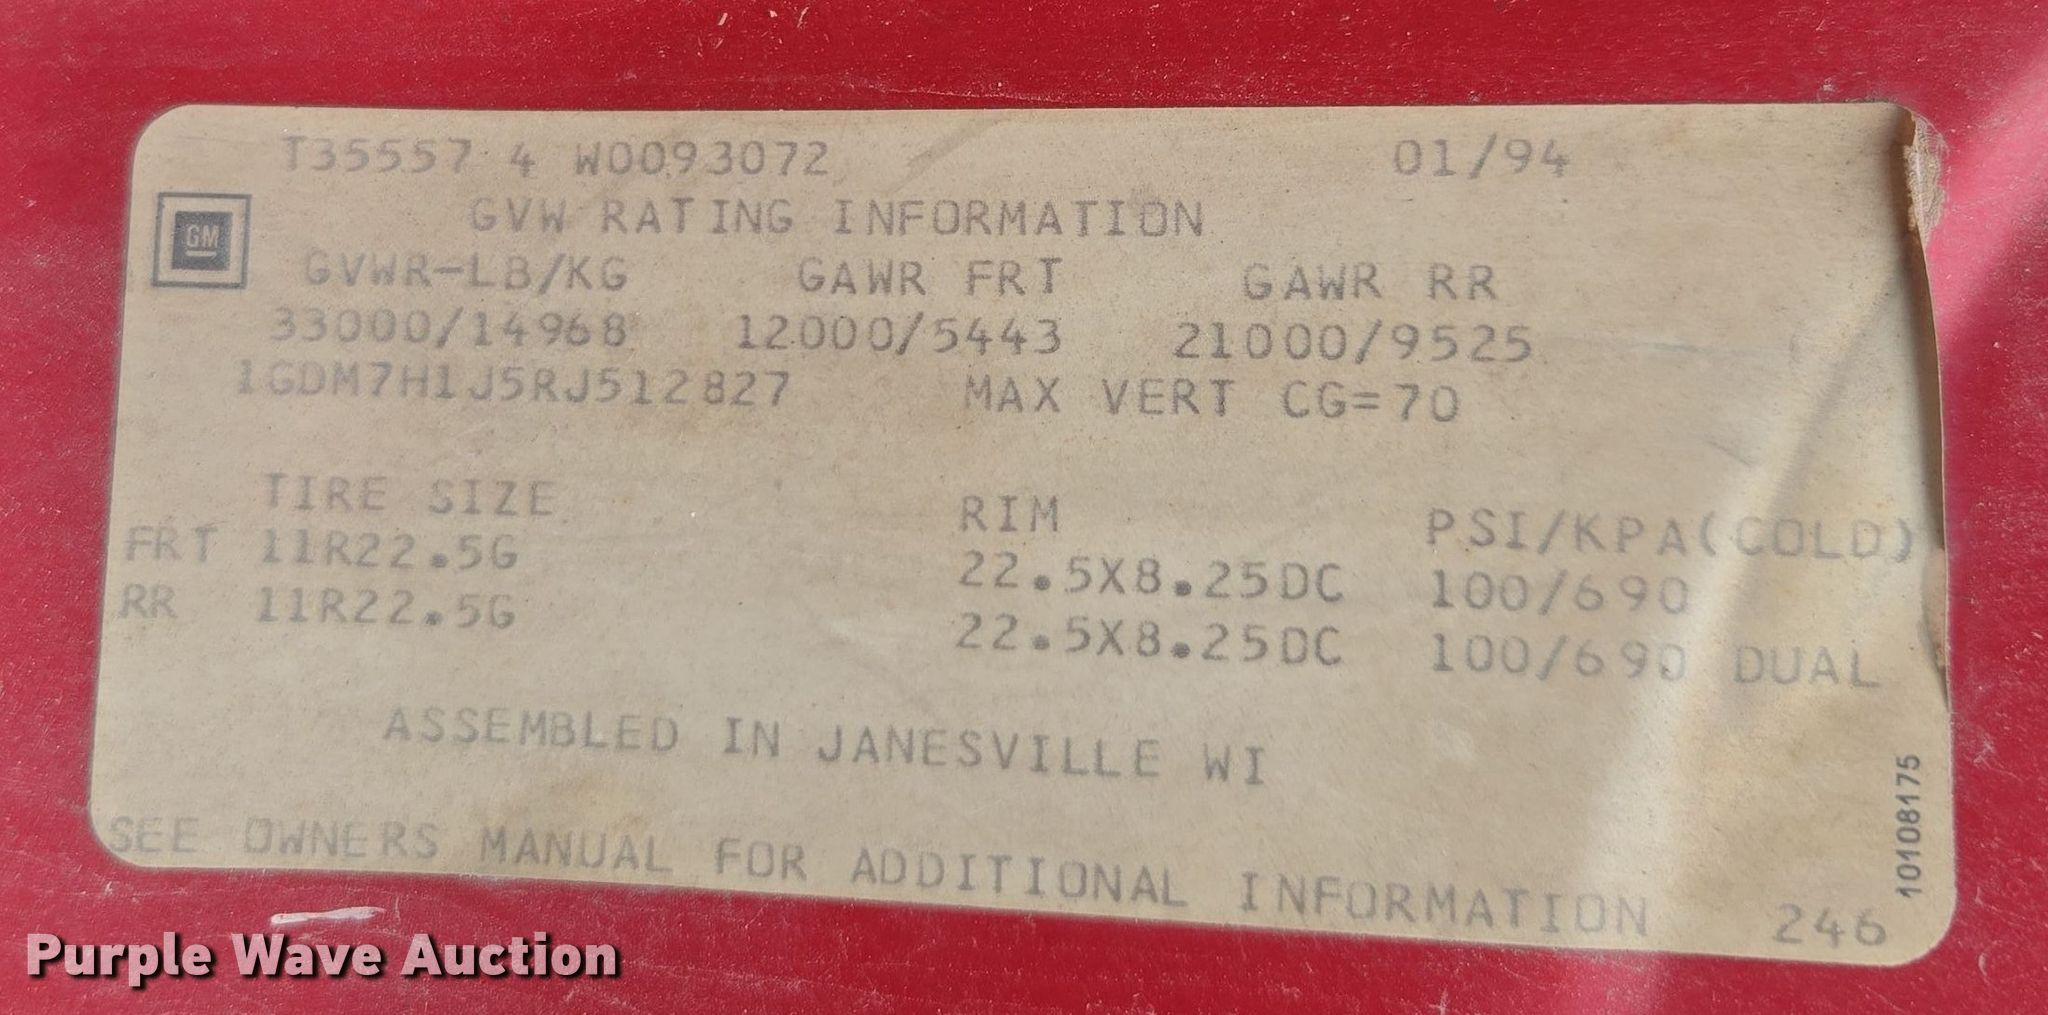 T35557 4 W0093072 01/94
GVW RATING INFORMATION
GM
GVWR-LB/KG GAWR FRT GAWR RR
33000/14968 12000/5443 21000/9525
1GDM7H1J5RJ512827 MAX VERT CG=70
TIRE SIZE RIM PSI/KPA(COLD)
FRT 11R22.5G 22.5X8.25DC 100/690
RR 11R22.5G 22.5X8.25DC 100/690 DUAL
ASSEMBLED IN JANESVILLE WI
SEE OWNERS MANUAL FOR ADDITIONAL INFORMATION 246
10108175
Purple Wave Auction